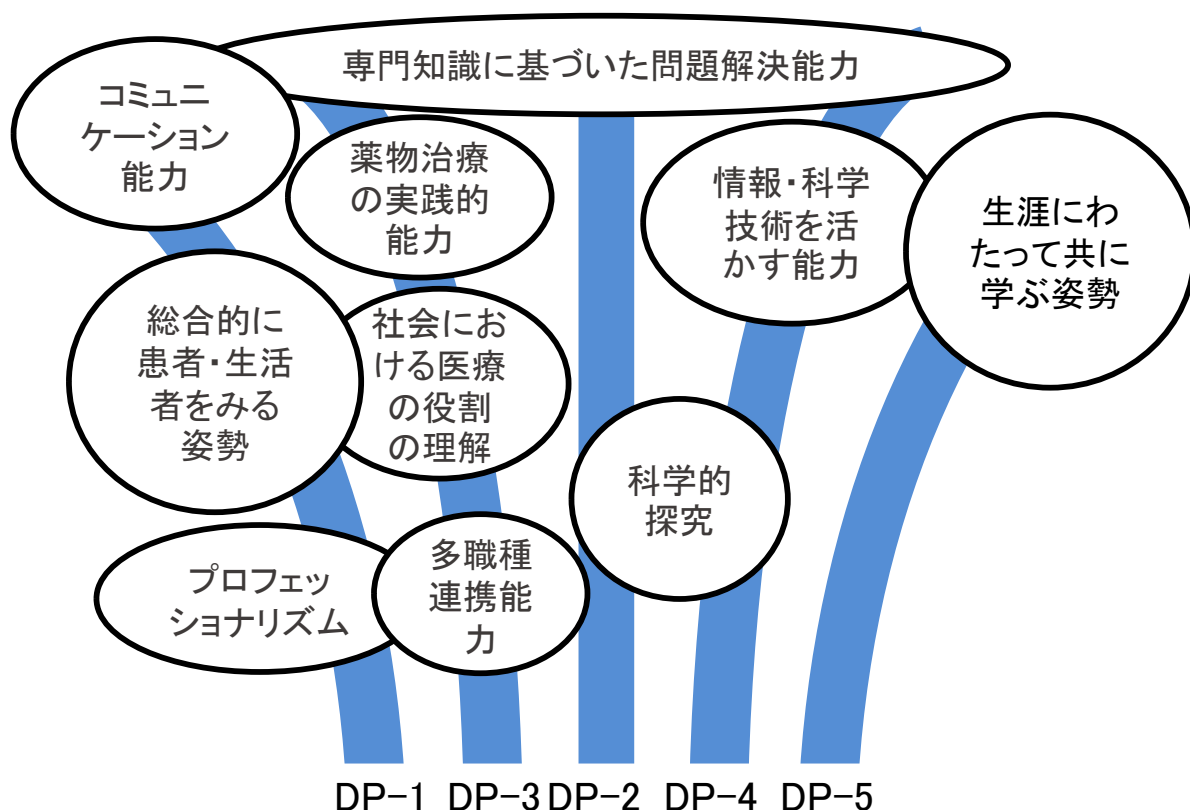 専門知識に基づいた問題解決能力
コミュニ
ケーション
能力
薬物治療
の実践的
能力
情報・科学
技術を活
かす能力
生涯にわ
たって共に
学ぶ姿勢
総合的に
患者・生活
者をみる
姿勢
社会にお
ける医療
の役割
の理解
科学的
探究
プロフェッ
ショナリズム
多職種
連携能
力
DP-1 DP-3 DP-2 DP-4 DP-5